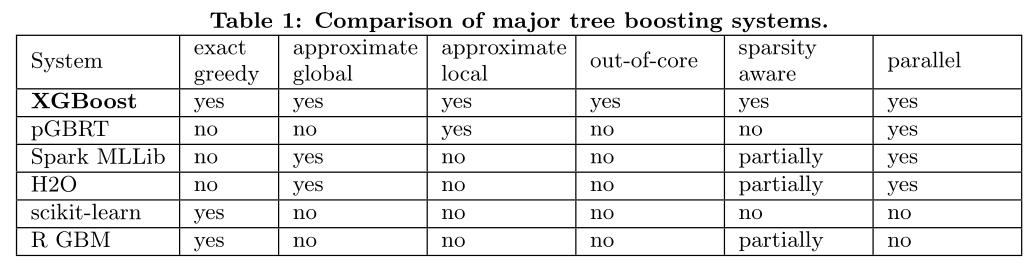 Table 1: Comparison of major tree boosting systems.
System exact greedy approximate global approximate local out-of-core sparsity aware parallel
XGBoost yes yes yes yes yes yes
pGBRT no no yes no no yes
Spark MLLib no yes no no partially yes
H2O no yes no no partially yes
scikit-learn yes no no no no no
R GBM yes no no no partially no